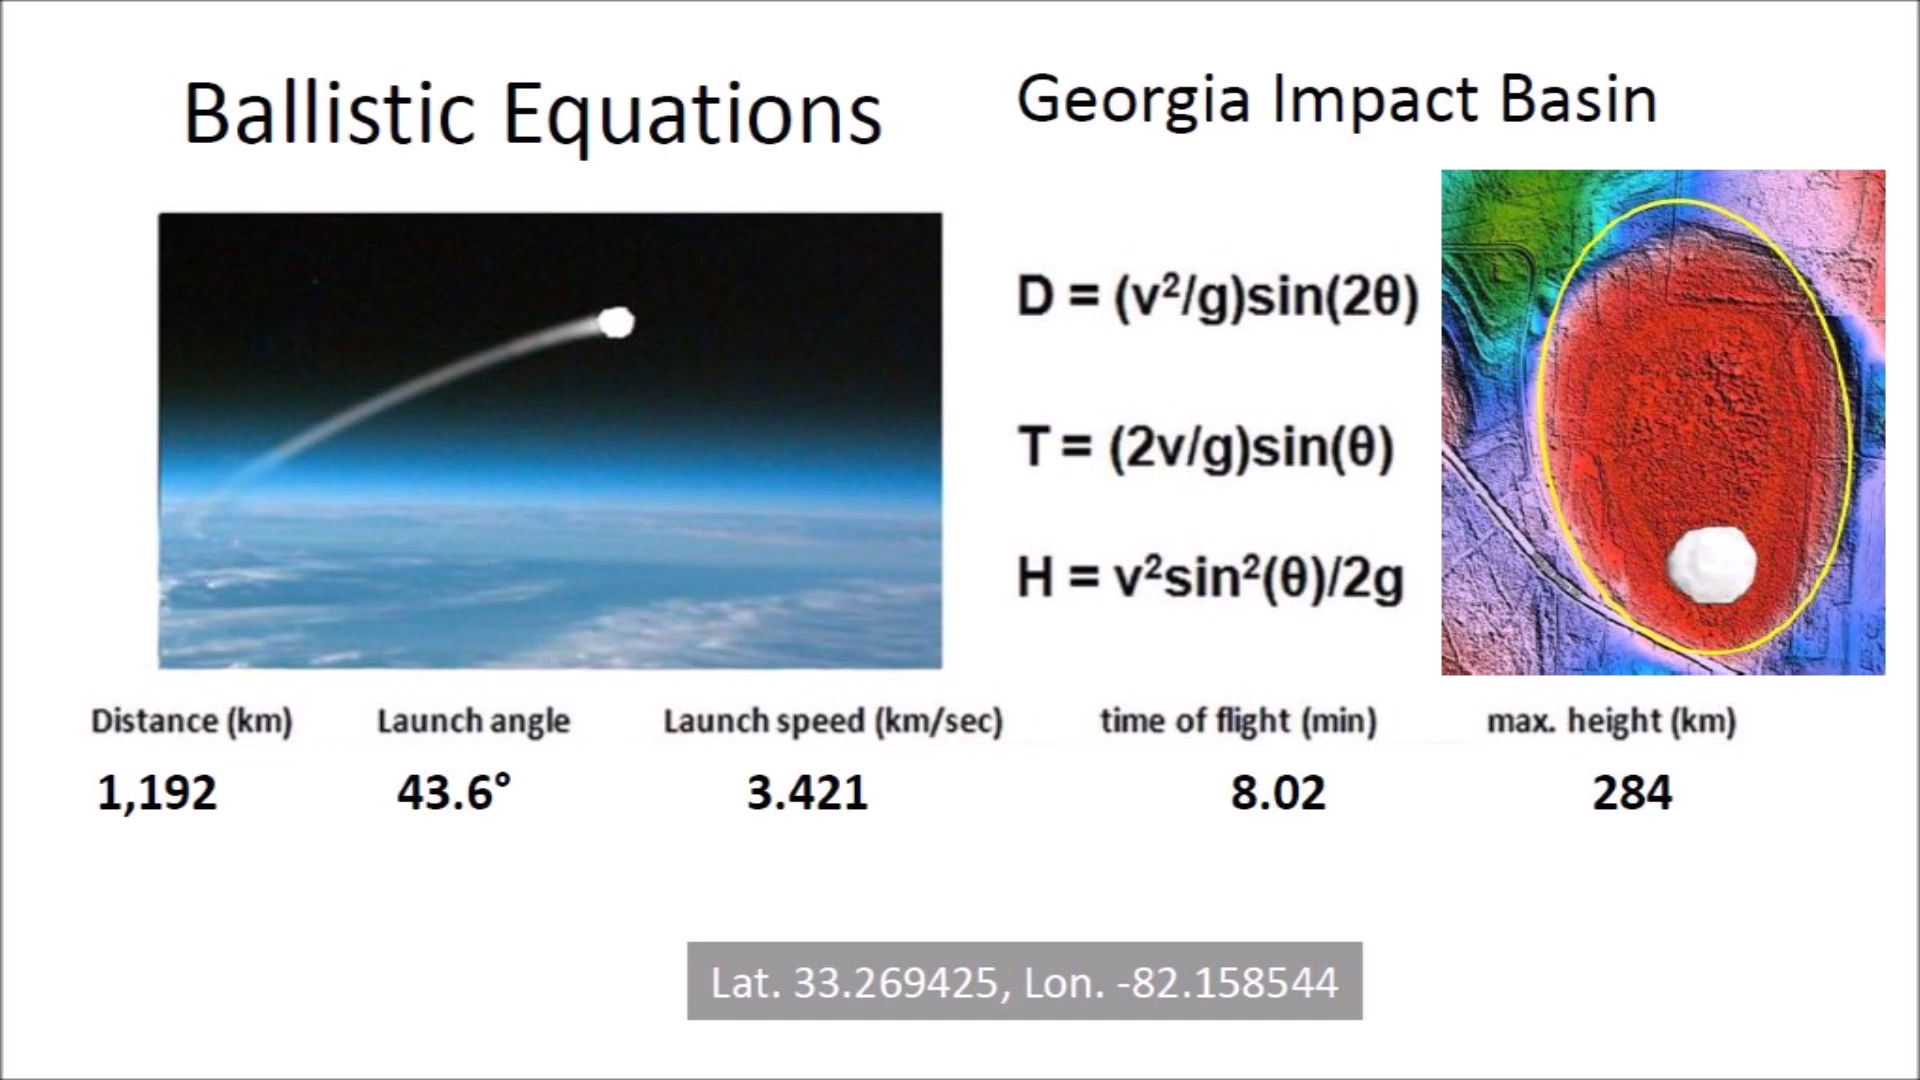 Ballistic Equations
Georgia Impact Basin
D = (v²/g)sin(2θ)
T = (2v/g)sin(θ)
H = v²sin²(θ)/2g
Distance (km) Launch angle Launch speed (km/sec) time of flight (min) max. height (km)
1,192 43.6° 3.421 8.02 284
Lat. 33.269425, Lon. -82.158544